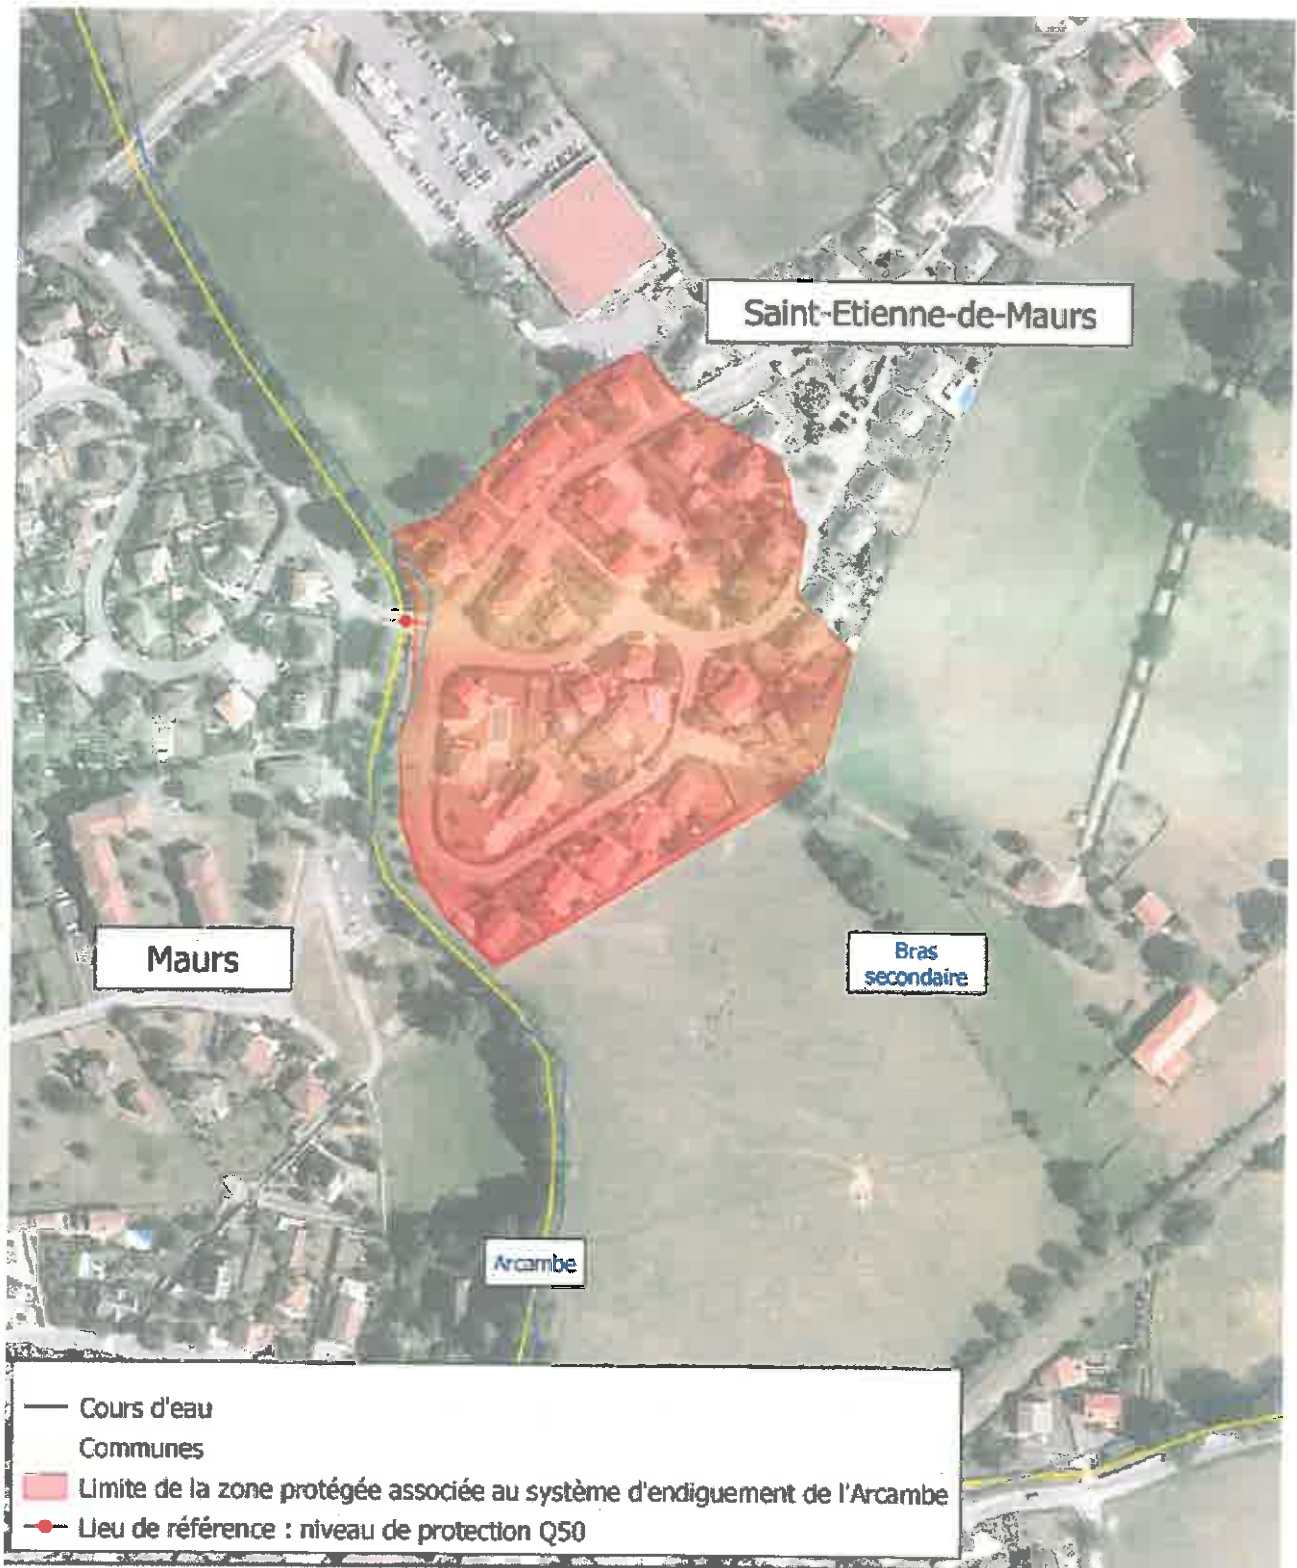 Saint-Etienne-de-Maurs
Maurs
Bras
secondaire
Arcambe
Cours d'eau
Communes
Limite de la zone protégée associée au système d'endiguement de l'Arcambe
Lieu de référence : niveau de protection Q50